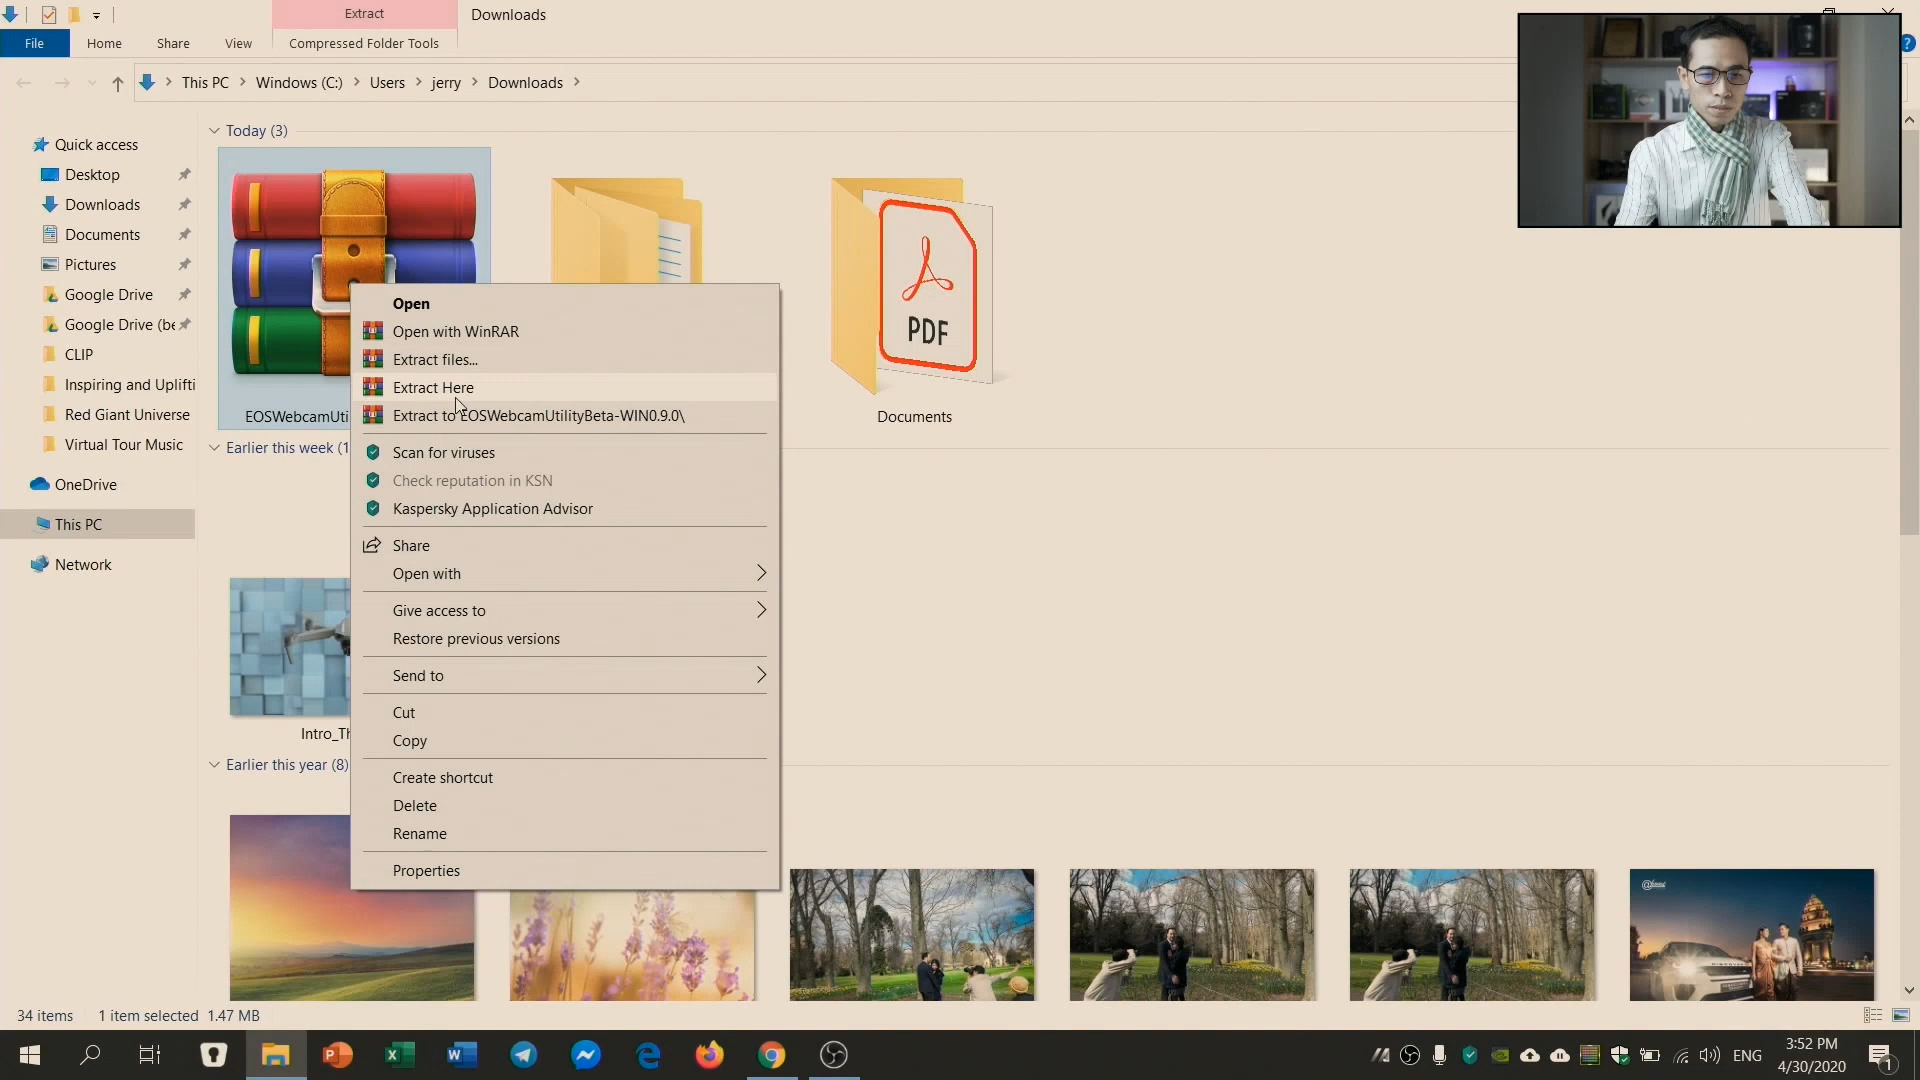 Extract
Downloads
File
Home
Share
View
Compressed Folder Tools
This PC
Windows (C:)
Users
jerry
Downloads
Quick access
Desktop
Downloads
Documents
Pictures
Google Drive
Google Drive (be
CLIP
Inspiring and Uplifti
Red Giant Universe
Virtual Tour Music
OneDrive
This PC
Network
Today (3)
EOSWebcamUti
PDF
Documents
Earlier this week (1
Intro_Th
Earlier this year (8)
Open
Open with WinRAR
Extract files...
Extract Here
Extract to EOSWebcamUtilityBeta-WIN0.9.0\
Scan for viruses
Check reputation in KSN
Kaspersky Application Advisor
Share
Open with
Give access to
Restore previous versions
Send to
Cut
Copy
Create shortcut
Delete
Rename
Properties
34 items
1 item selected 1.47 MB
ENG
3:52 PM
4/30/2020
1